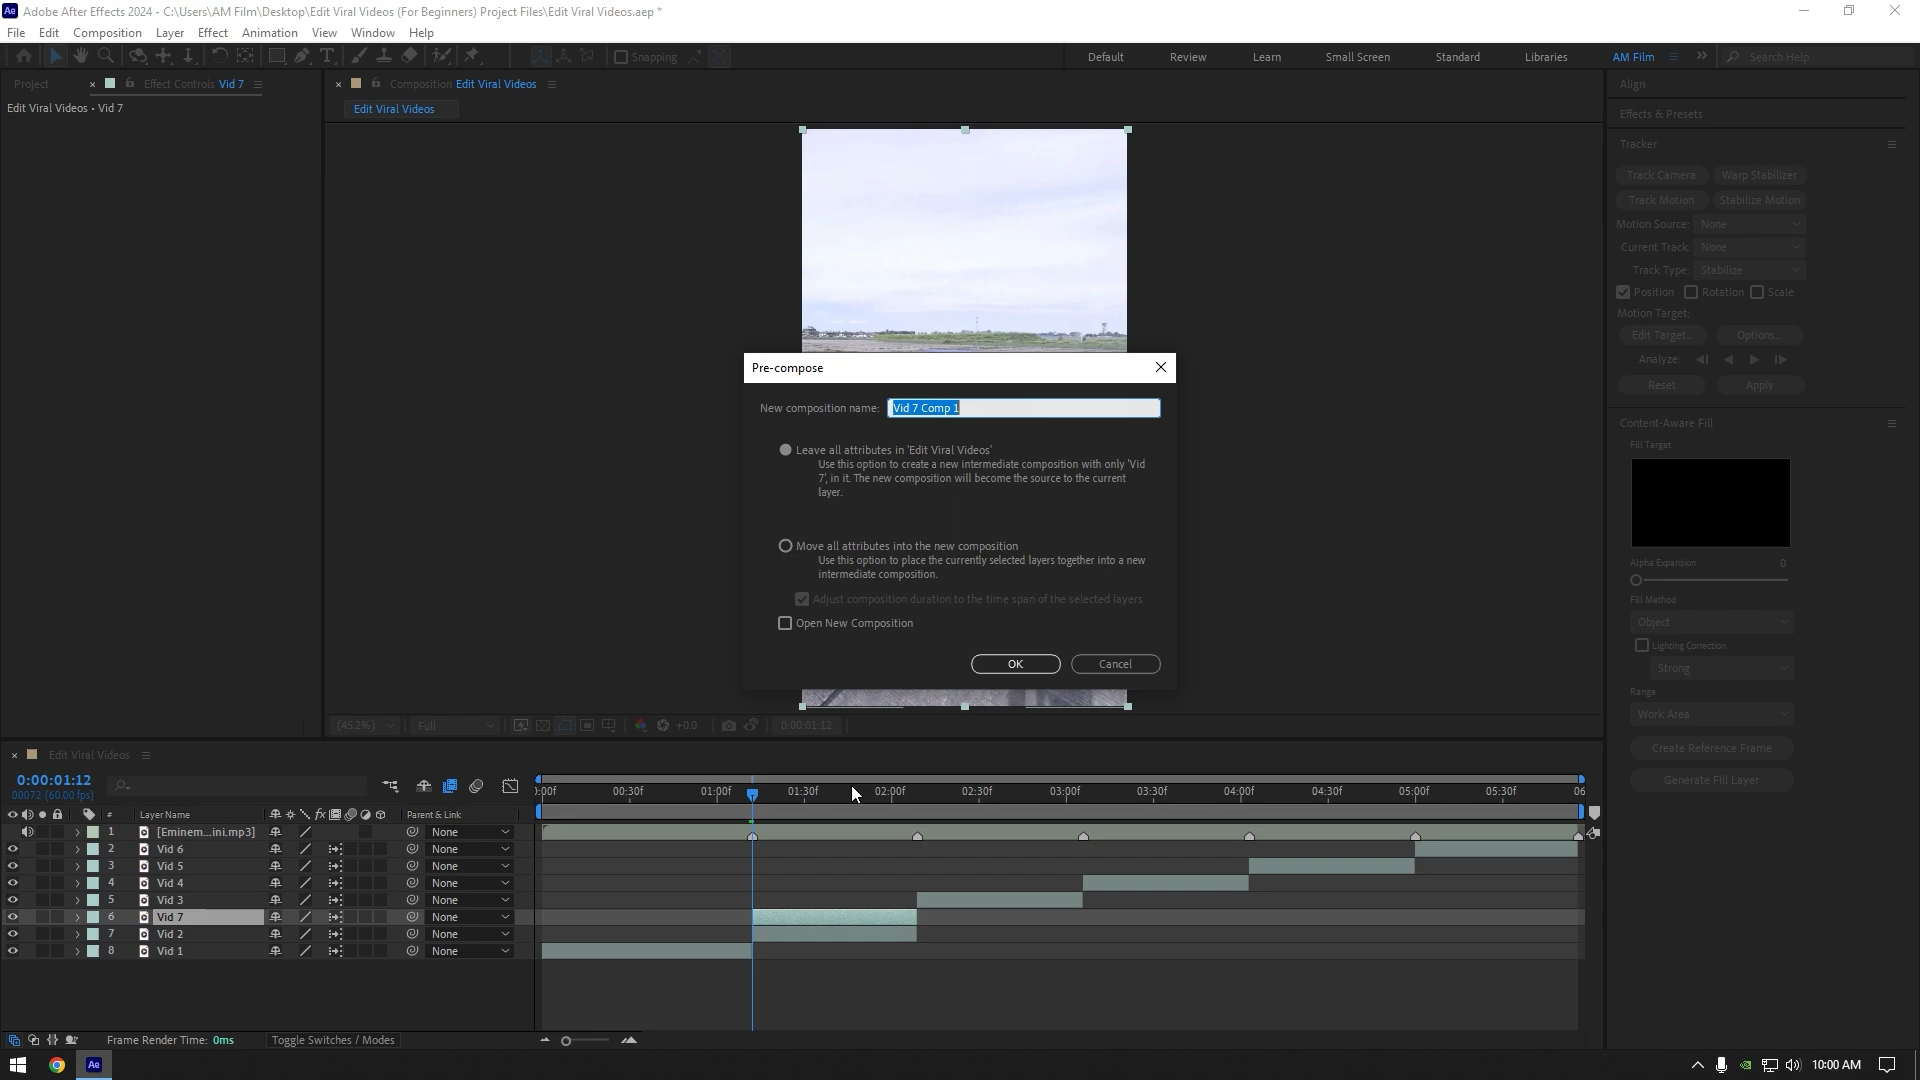 Ae Adobe After Effects 2024 - C:\Users\AM Film\Desktop\Edit Viral Videos (For Beginners) Project Files\Edit Viral Videos.aep *
File Edit Composition Layer Effect Animation View Window Help
Snapping
Default Review Learn Small Screen Standard Libraries AM Film Search Help
Project
Effect Controls Vid 7
Edit Viral Videos • Vid 7
Composition Edit Viral Videos
Edit Viral Videos
Pre-compose
New composition name: Vid 7 Comp 1
Leave all attributes in 'Edit Viral Videos'
Use this option to create a new intermediate composition with only 'Vid
7', in it. The new composition will become the source to the current
layer.
Move all attributes into the new composition
Use this option to place the currently selected layers together into a new
intermediate composition.
Adjust composition duration to the time span of the selected layers
Open New Composition
OK Cancel
(45.2%) Full +0.0 0:00:01:12
Align
Effects & Presets
Tracker
Track Camera Warp Stabilizer
Track Motion Stabilize Motion
Motion Source: None
Current Track: None
Track Type: Stabilize
Position Rotation Scale
Motion Target:
Edit Target... Options...
Analyze:
Reset Apply
Content-Aware Fill
Fill Target
Alpha Expansion 0
Fill Method
Object
Lighting Correction
Strong
Range
Work Area
Create Reference Frame
Generate Fill Layer
Edit Viral Videos
0:00:01:12
00072 (60.00 fps)
:00f 00:30f 01:00f 01:30f 02:00f 02:30f 03:00f 03:30f 04:00f 04:30f 05:00f 05:30f 06
# Layer Name fx Parent & Link
1 [Eminem...ini.mp3] None
2 Vid 6 None
3 Vid 5 None
4 Vid 4 None
5 Vid 3 None
6 Vid 7 None
7 Vid 2 None
8 Vid 1 None
Frame Render Time: 0ms Toggle Switches / Modes
Ae
10:00 AM